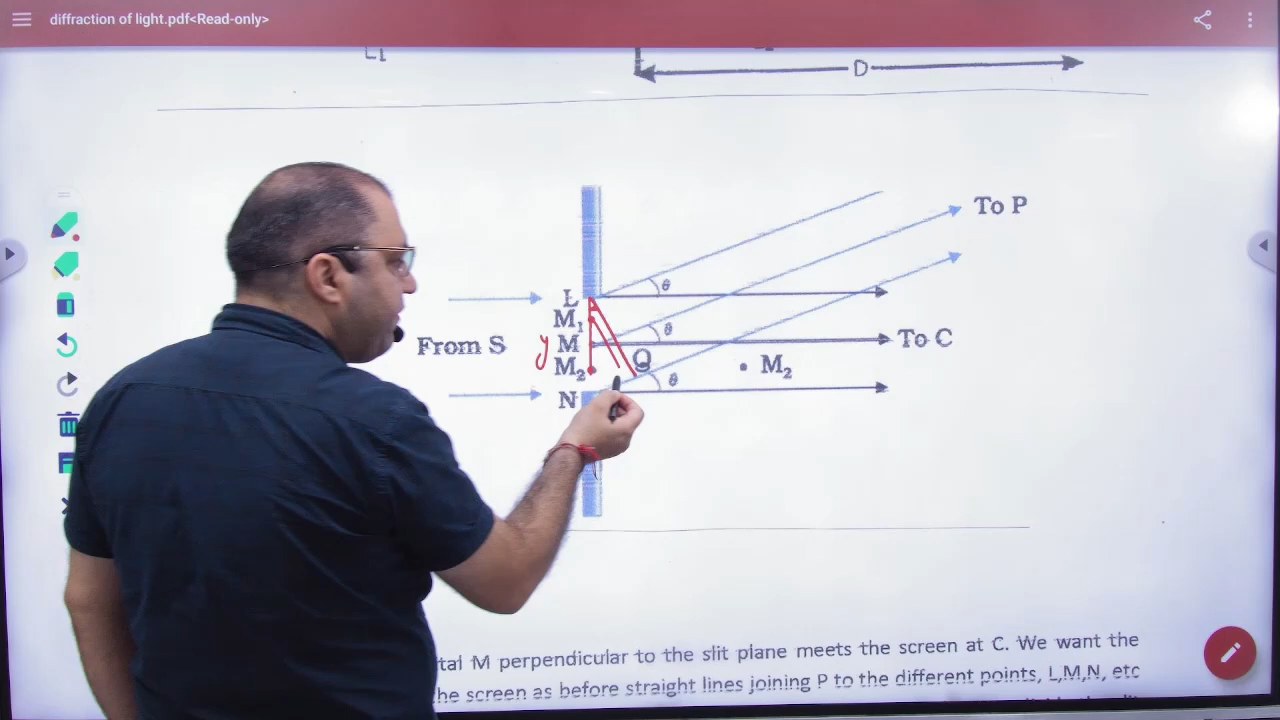 diffraction of light.pdf<Read-only>
D
To P
θ
L
M1
θ
From S
y
M
To C
M2
Q
θ
M2
N
tal M perpendicular to the slit plane meets the screen at C. We want the
he screen as before straight lines joining P to the different points, L,M,N, etc